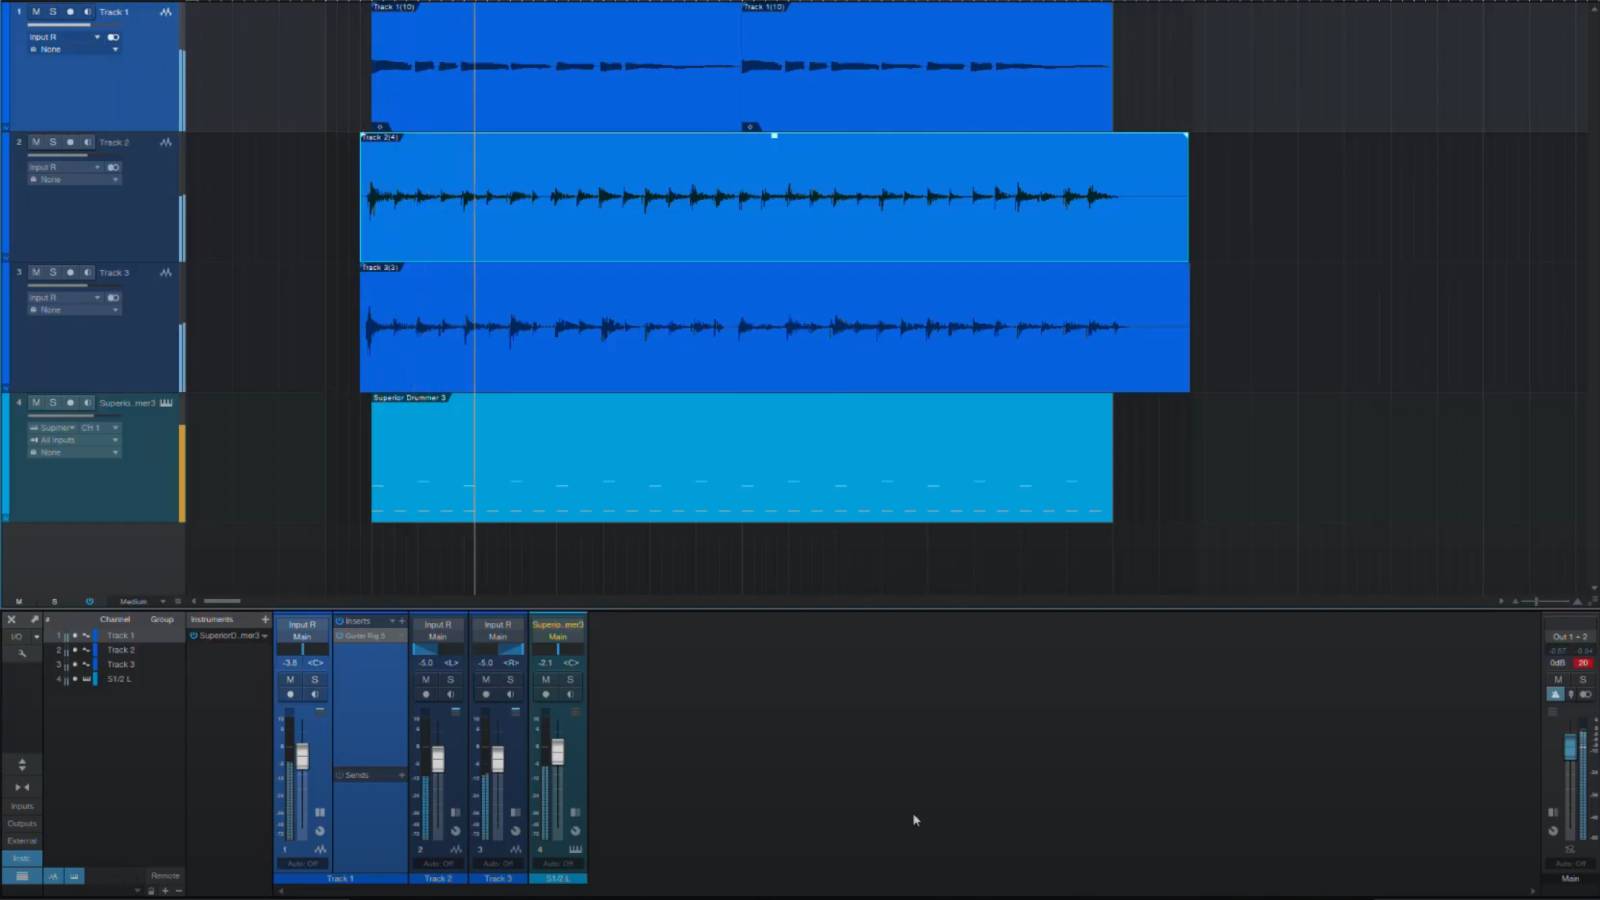 1 M S Track 1
Input R
None
Track 1(10)
Track 1(10)
2 M S Track 2
Input R
None
Track 2(4)
3 M S Track 3
Input R
None
Track 3(3)
4 M S Superio...mer3
CH 1
All Inputs
None
Superior Drummer 3
M S Medium
# Channel Group
Instruments +
I/O
1 Track 1
2 Track 2
3 Track 3
4 S1/2 L
SuperiorD...mer3
Input R
Main
-3.8 <C>
M S
1
Auto: Off
Track 1
Inserts
Guitar Rig 5
Sends
Input R
Main
-5.0 <L>
M S
2
Auto: Off
Track 2
Input R
Main
-5.0 <R>
M S
3
Auto: Off
Track 3
Superio...mer3
Main
-2.1 <C>
M S
4
Auto: Off
S1/2 L
Inputs
Outputs
External
Instr.
Remote
Out 1 + 2
0dB 20
M S
Auto: Off
Main